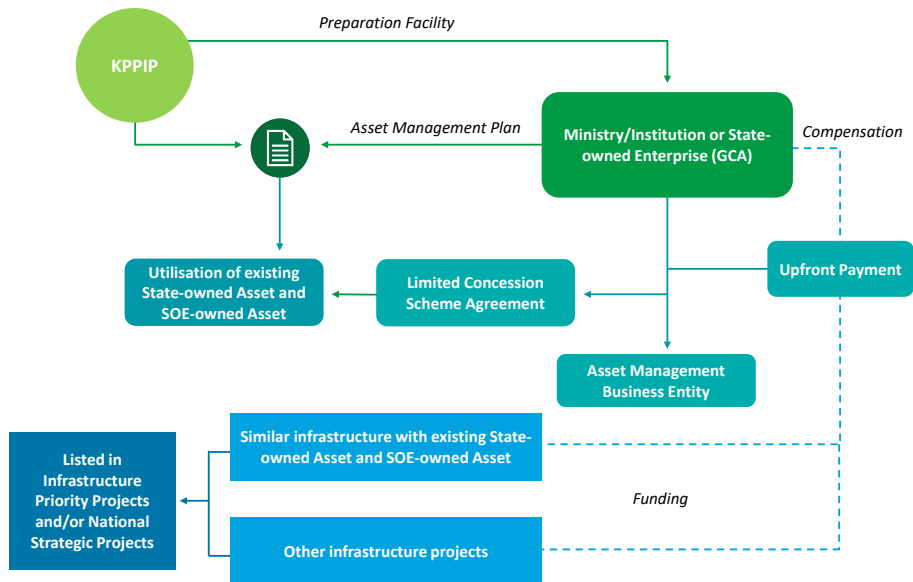 Preparation Facility
KPPIP
Asset Management Plan
Ministry/Institution or State-
owned Enterprise (GCA)
Compensation
Utilisation of existing
State-owned Asset and
SOE-owned Asset
Limited Concession
Scheme Agreement
Upfront Payment
Asset Management
Business Entity
Similar infrastructure with existing State-
owned Asset and SOE-owned Asset
Listed in
Infrastructure
Priority Projects
and/or National
Strategic Projects
Funding
Other infrastructure projects